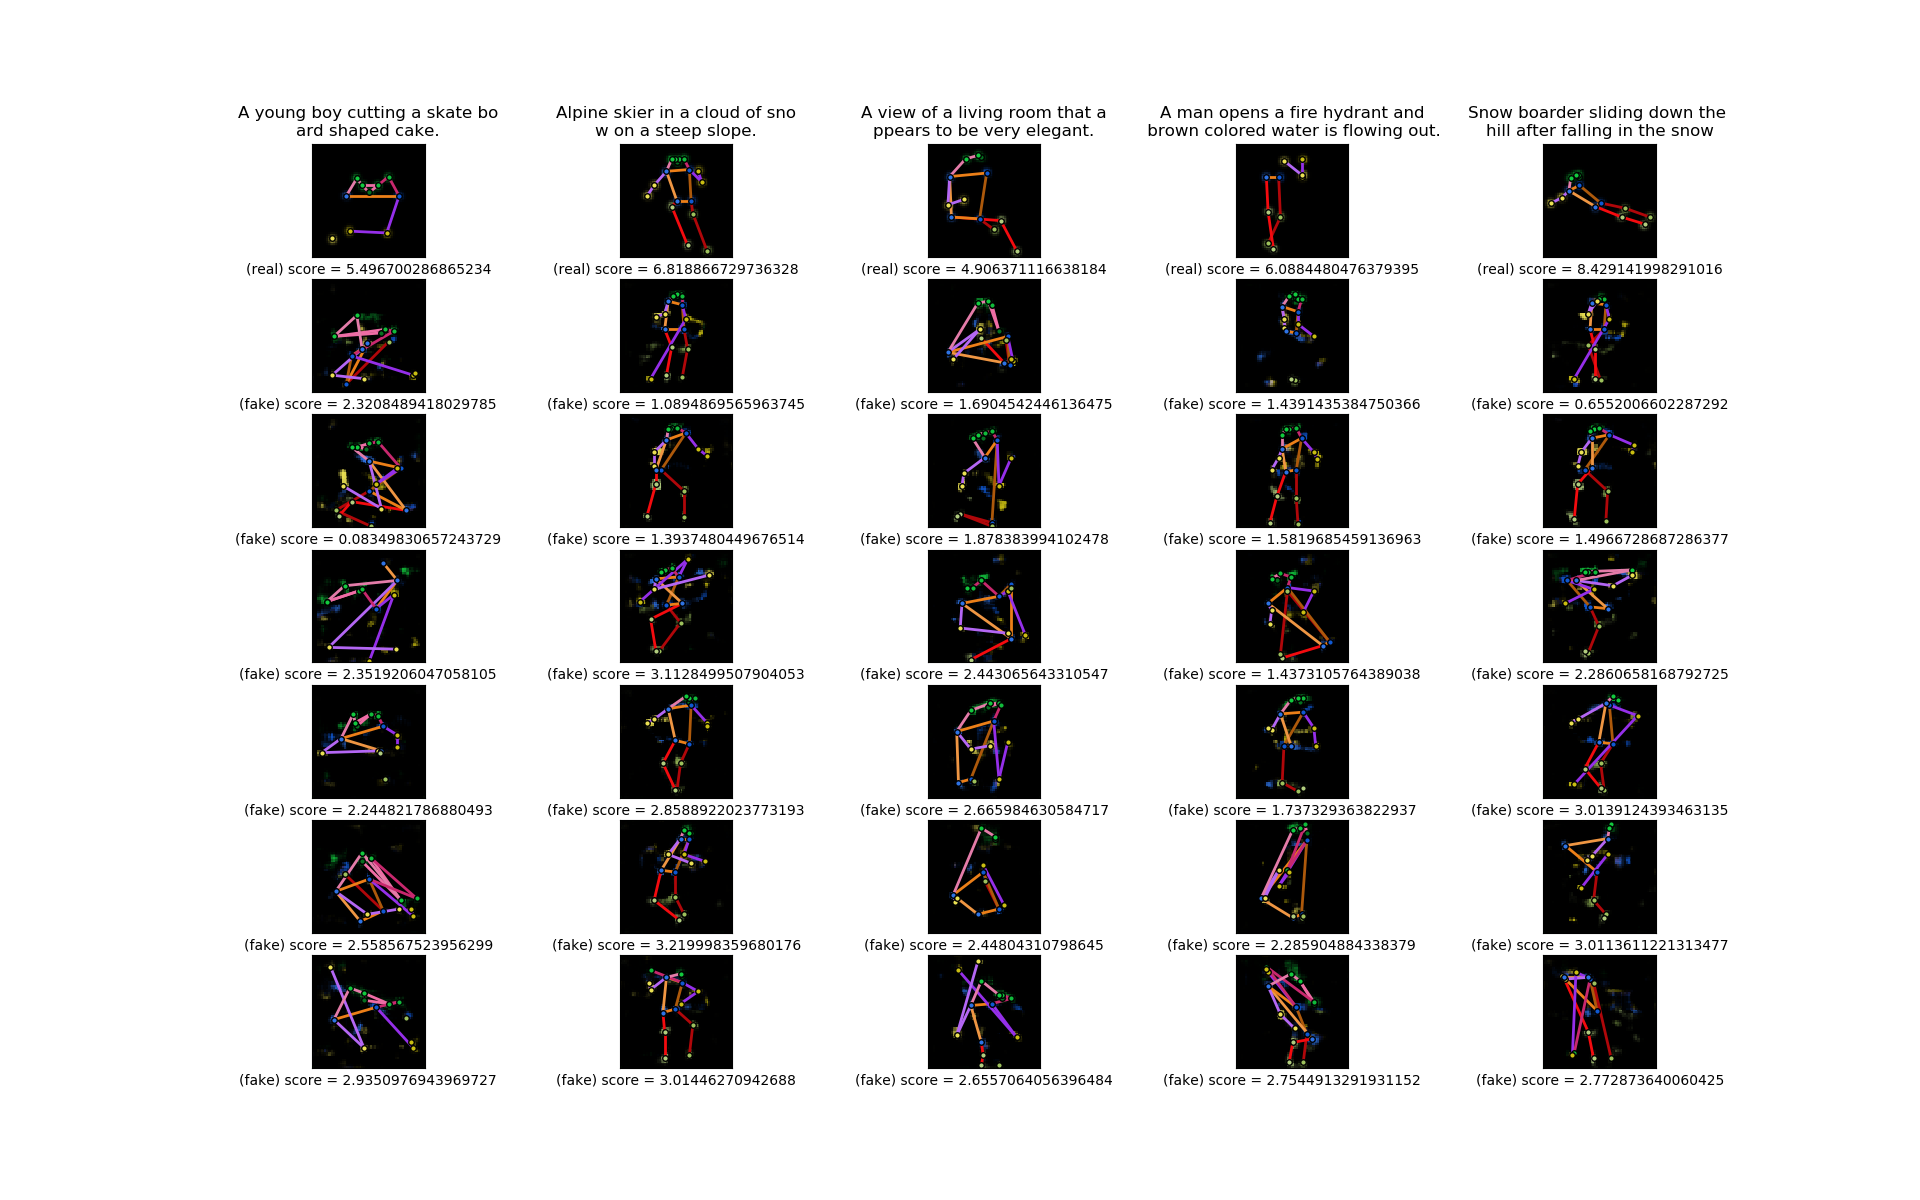 A young boy cutting a skate bo
ard shaped cake.
Alpine skier in a cloud of sno
w on a steep slope.
A view of a living room that a
ppears to be very elegant.
A man opens a fire hydrant and
brown colored water is flowing out.
Snow boarder sliding down the
hill after falling in the snow
(real) score = 5.496700286865234
(real) score = 6.818866729736328
(real) score = 4.906371116638184
(real) score = 6.0884480476379395
(real) score = 8.429141998291016
(fake) score = 2.3208489418029785
(fake) score = 1.0894869565963745
(fake) score = 1.6904542446136475
(fake) score = 1.4391435384750366
(fake) score = 0.6552006602287292
(fake) score = 0.08349830657243729
(fake) score = 1.3937480449676514
(fake) score = 1.878383994102478
(fake) score = 1.5819685459136963
(fake) score = 1.4966728687286377
(fake) score = 2.3519206047058105
(fake) score = 3.1128499507904053
(fake) score = 2.443065643310547
(fake) score = 1.4373105764389038
(fake) score = 2.2860658168792725
(fake) score = 2.244821786880493
(fake) score = 2.8588922023773193
(fake) score = 2.665984630584717
(fake) score = 1.737329363822937
(fake) score = 3.0139124393463135
(fake) score = 2.558567523956299
(fake) score = 3.219998359680176
(fake) score = 2.44804310798645
(fake) score = 2.285904884338379
(fake) score = 3.0113611221313477
(fake) score = 2.9350976943969727
(fake) score = 3.01446270942688
(fake) score = 2.6557064056396484
(fake) score = 2.7544913291931152
(fake) score = 2.772873640060425